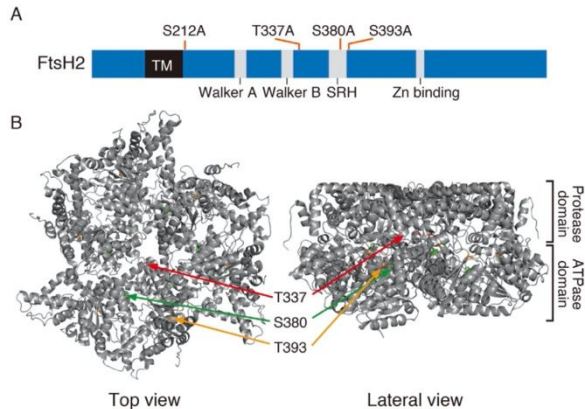 A
S212A T337A S380A S393A
FtsH2
TM
Walker A Walker B SRH Zn binding
B
Protease
domain
ATPase
domain
T337
S380
T393
Top view Lateral view